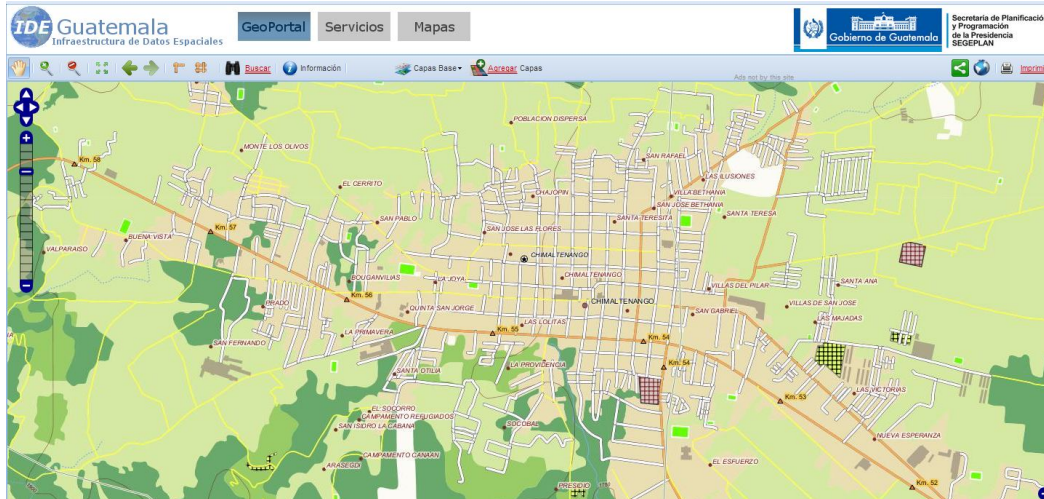 IDE Guatemala
Infraestructura de Datos Espaciales
GeoPortal
Servicios
Mapas
Gobierno de Guatemala
Secretaría de Planificación
y Programación
de la Presidencia
SEGEPLAN
Buscar
Información
Capas Base
Agregar Capas
Ads not by this site
Imprimir
POBLACION DISPERSA
MONTE LOS OLIVOS
SAN RAFAEL
Km. 58
LAS ILUSIONES
EL CERRITO
CHAJOPIN
VILLA BETHANIA
SAN JOSE BETHANIA
SAN PABLO
SANTA TERESITA
SANTA TERESA
Km. 57
SAN JOSE LAS FLORES
BUENA VISTA
VALPARAISO
CHIMALTENANGO
CHIMALTENANGO
BOUGANVILIAS
LA JOYA
SANTA ANA
VILLAS DEL PILAR
Km. 56
PRADO
CHIMALTENANGO
VILLAS DE SAN JOSE
QUINTA SAN JORGE
SAN GABRIEL
LAS LOLITAS
LAS MAJADAS
LA PRIMAVERA
Km. 55
Km. 54
SAN FERNANDO
LA PROVIDENCIA
Km. 54
SANTA OTILIA
LAS VICTORIAS
Km. 53
EL SOCORRO
CAMPAMENTO REFUGIADOS
SAN ISIDRO LA CABANA
SOCOBAL
NUEVA ESPERANZA
CAMPAMENTO CANAAN
ARASEGDI
EL ESFUERZO
PRESIDIO
Km. 52